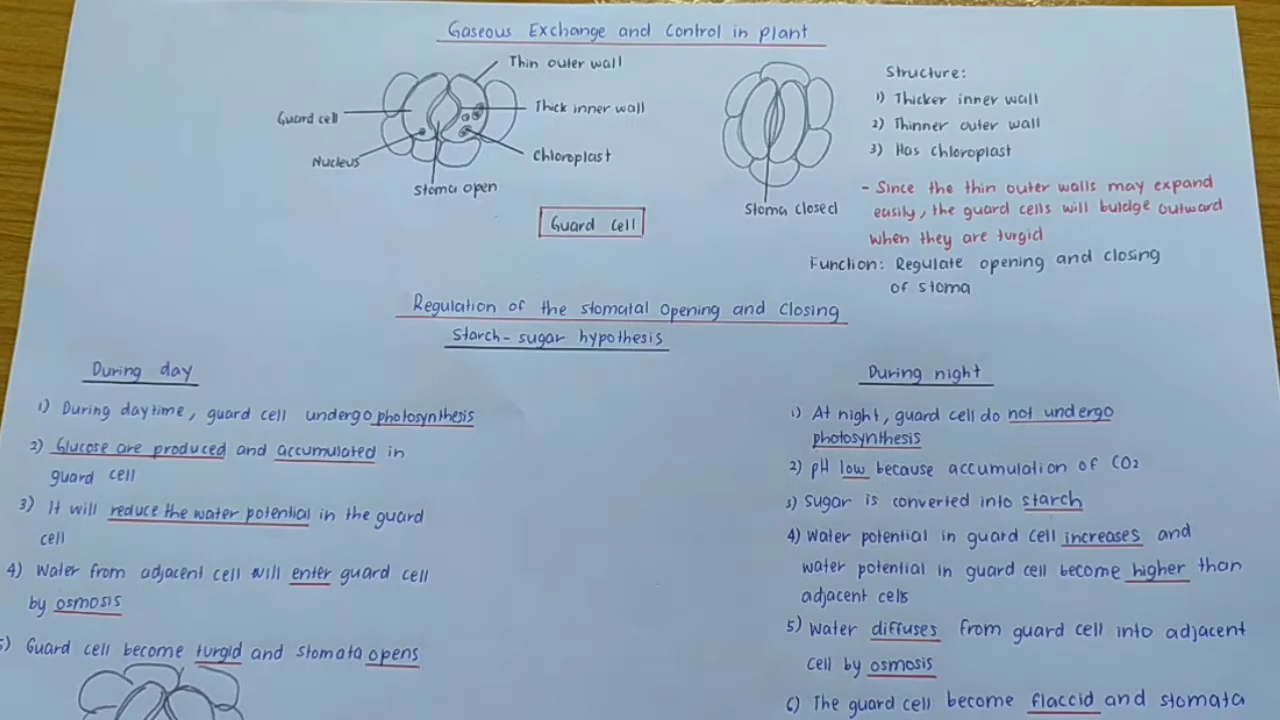 Gaseous Exchange and Control in plant
Thin outer wall
Guard cell
Thick inner wall
Nucleus
Chloroplast
Stoma open
Guard cell
Stoma closed
Structure:
1) Thicker inner wall
2) Thinner outer wall
3) Has chloroplast
- Since the thin outer walls may expand
easily, the guard cells will buldge outward
when they are turgid
Function: Regulate opening and closing
of stoma
Regulation of the stomatal Opening and Closing
Starch-sugar hypothesis
During day
1) During daytime, guard cell undergo photosynthesis
2) Glucose are produced and accumulated in
guard cell
3) It will reduce the water potential in the guard
cell
4) Water from adjacent cell will enter guard cell
by osmosis
5) Guard cell become turgid and stomata opens
During night
1) At night, guard cell do not undergo
photosynthesis
2) pH low because accumulation of CO2
3) Sugar is converted into starch
4) Water potential in guard cell increases and
water potential in guard cell become higher than
adjacent cells
5) Water diffuses from guard cell into adjacent
cell by osmosis
6) The guard cell become flaccid and stomata